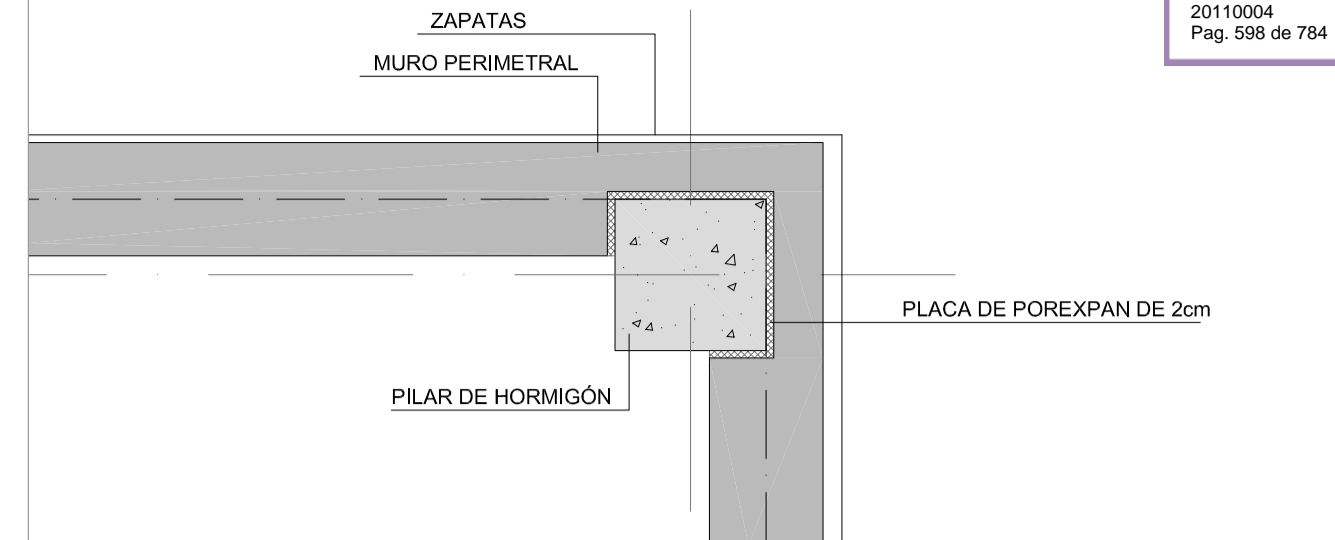 ZAPATAS
MURO PERIMETRAL
20110004
Pag. 598 de 784
PLACA DE POREXPAN DE 2cm
PILAR DE HORMIGÓN